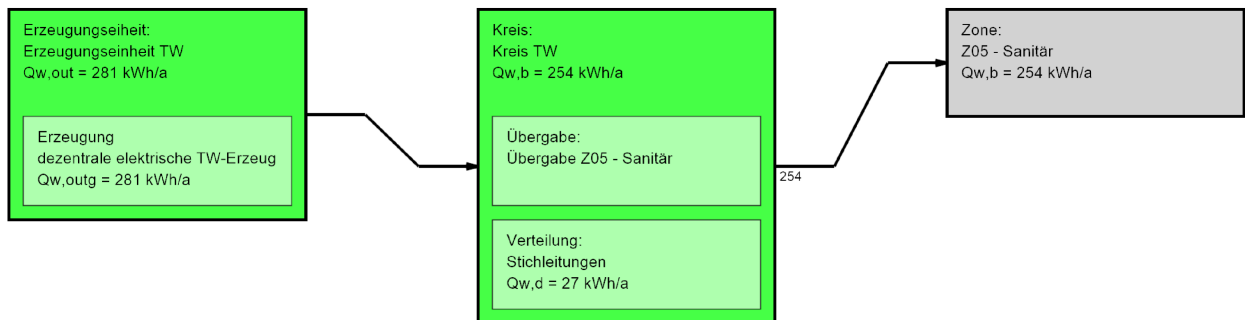 Erzeugungseiheit:
Erzeugungseinheit TW
Qw,out = 281 kWh/a
Erzeugung
dezentrale elektrische TW-Erzeug
Qw,outg = 281 kWh/a
Kreis:
Kreis TW
Qw,b = 254 kWh/a
Übergabe:
Übergabe Z05 - Sanitär
Verteilung:
Stichleitungen
Qw,d = 27 kWh/a
254
Zone:
Z05 - Sanitär
Qw,b = 254 kWh/a